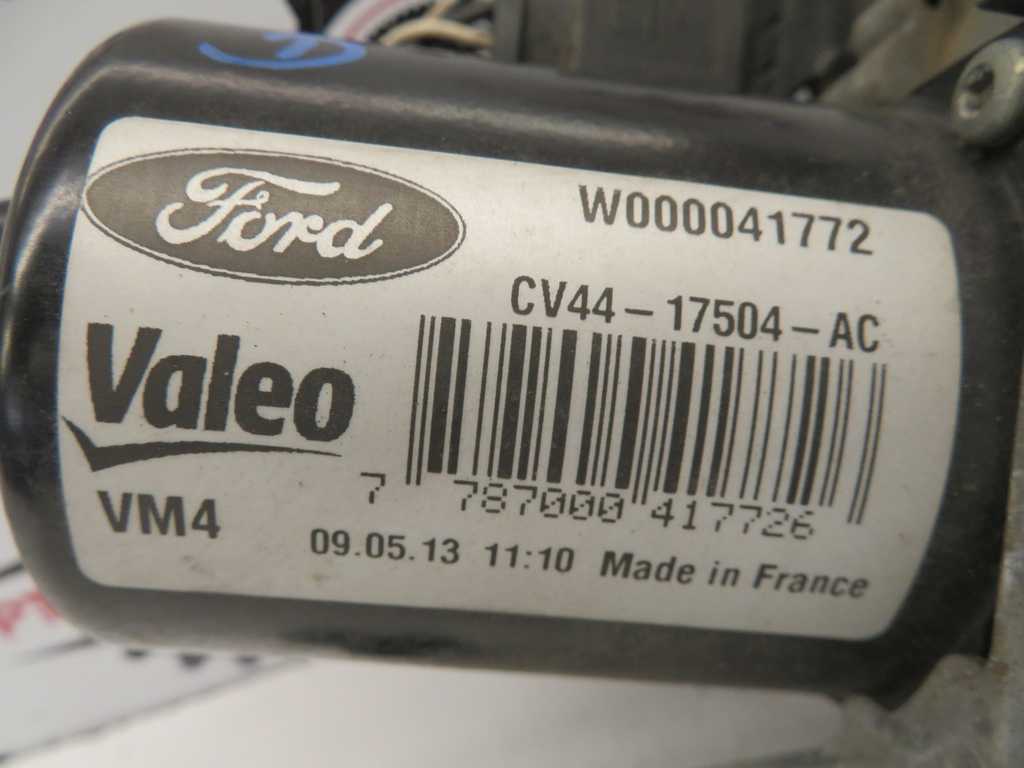 Ford
W000041772
CV44-17504-AC
Valeo
7 787000 417726
VM4
09.05.13 11:10 Made in France